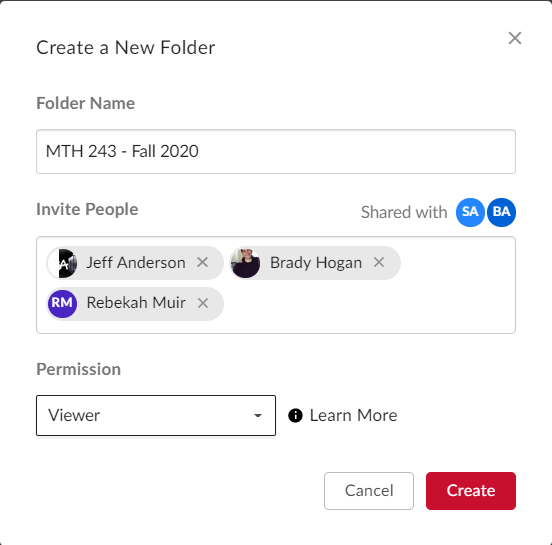 Create a New Folder
Folder Name
MTH 243 - Fall 2020
Invite People
Shared with SA BA
A Jeff Anderson Brady Hogan
RM Rebekah Muir
Permission
Viewer
Learn More
Cancel
Create